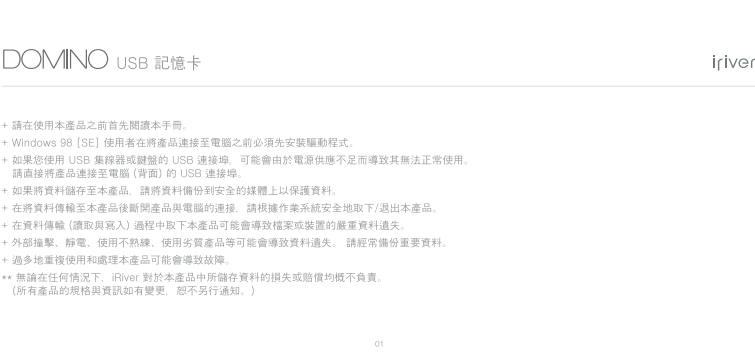 DOMINO USB 記憶卡
iriver
+ 請在使用本產品之前首先閱讀本手冊。
+ Windows 98 [SE] 使用者在將產品連接至電腦之前必須先安裝驅動程式。
+ 如果您使用 USB 集線器或鍵盤的 USB 連接埠，可能會由於電源供應不足而導致其無法正常使用。
請直接將產品連接至電腦 (背面) 的 USB 連接埠。
+ 如果將資料儲存至本產品，請將資料備份到安全的媒體上以保護資料。
+ 在將資料傳輸至本產品後斷開產品與電腦的連接，請根據作業系統安全地取下/退出本產品。
+ 在資料傳輸 (讀取與寫入) 過程中取下本產品可能會導致檔案或裝置的嚴重資料遺失。
+ 外部撞擊、靜電、使用不熟練、使用劣質產品等可能會導致資料遺失。 請經常備份重要資料。
+ 過多地重複使用和處理本產品可能會導致故障。
** 無論在任何情況下，iRiver 對於本產品中所儲存資料的損失或賠償均概不負責。
(所有產品的規格與資訊如有變更，恕不另行通知。)
01